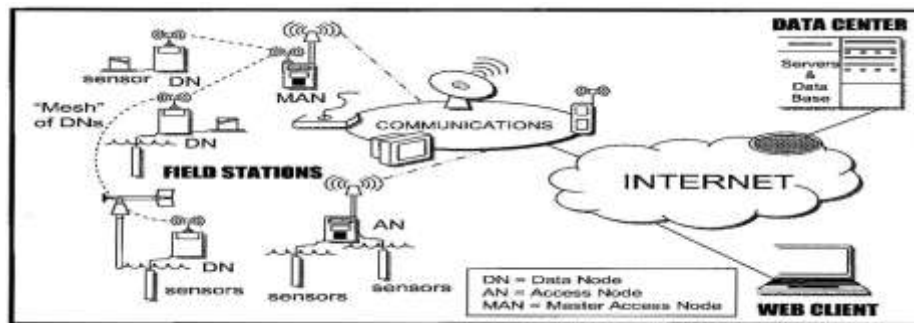 DATA CENTER
Servers
&
Data
Base
sensor
DN
MAN
"Mesh"
of DNs
DN
COMMUNICATIONS
FIELD STATIONS
INTERNET
AN
DN
sensors
sensors
sensors
DN = Data Node
AN = Access Node
MAN = Master Access Node
WEB CLIENT